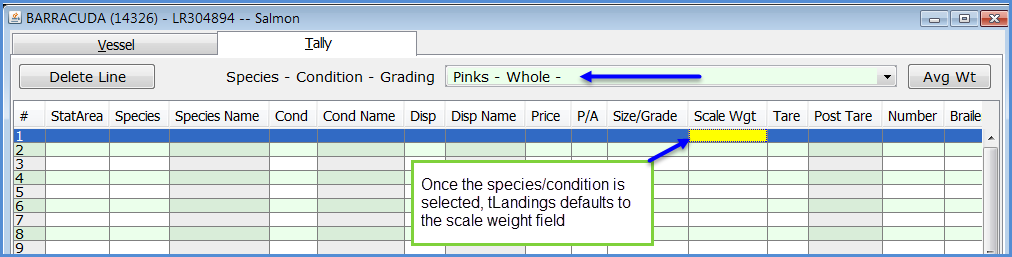 BARRACUDA (14326) - LR304894 -- Salmon
Vessel Tally
Delete Line Species - Condition - Grading Pinks - Whole - Avg Wt
# StatArea Species Species Name Cond Cond Name Disp Disp Name Price P/A Size/Grade Scale Wgt Tare Post Tare Number Braile
1
2
3
4
5
6
7
8
9
Once the species/condition is
selected, tLandings defaults to
the scale weight field